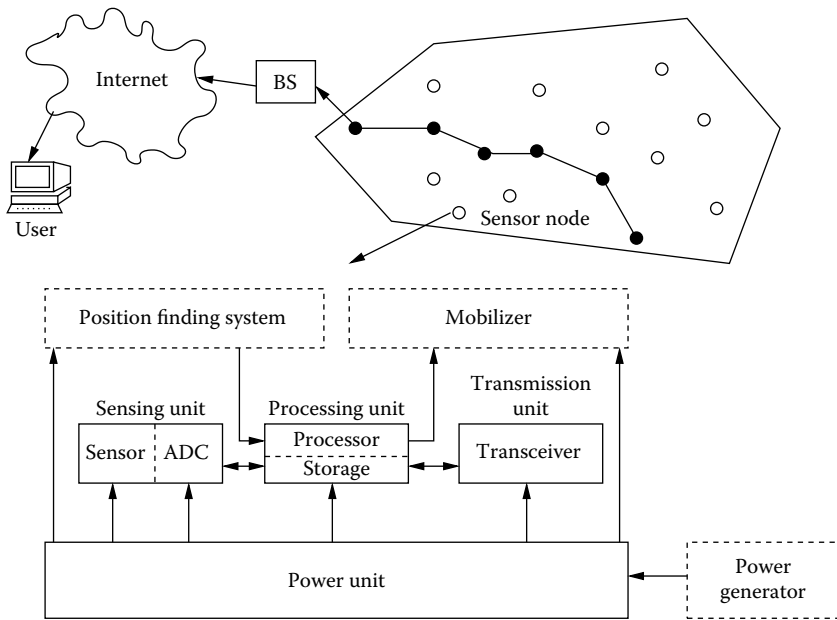 Internet
BS
User
Sensor node
Position finding system
Mobilizer
Sensing unit
Processing unit
Transmission
unit
Sensor
ADC
Processor
Storage
Transceiver
Power unit
Power
generator